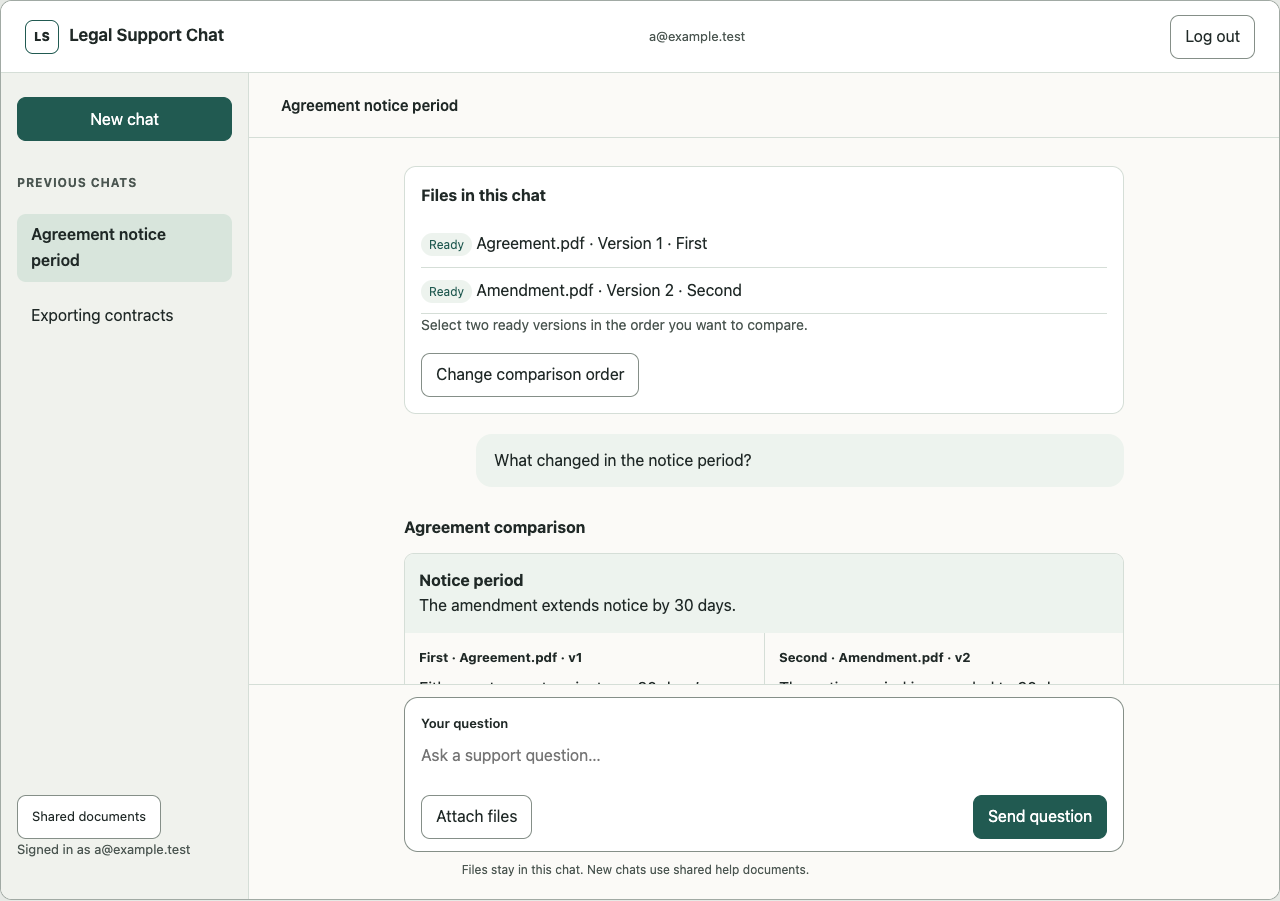 LS
Legal Support Chat
a@example.test
Log out
New chat
PREVIOUS CHATS
Agreement notice
period
Exporting contracts
Shared documents
Signed in as a@example.test
Agreement notice period
Files in this chat
Ready Agreement.pdf · Version 1 · First
Ready Amendment.pdf · Version 2 · Second
Select two ready versions in the order you want to compare.
Change comparison order
What changed in the notice period?
Agreement comparison
Notice period
The amendment extends notice by 30 days.
First · Agreement.pdf · v1
Second · Amendment.pdf · v2
Your question
Ask a support question...
Attach files
Send question
Files stay in this chat. New chats use shared help documents.